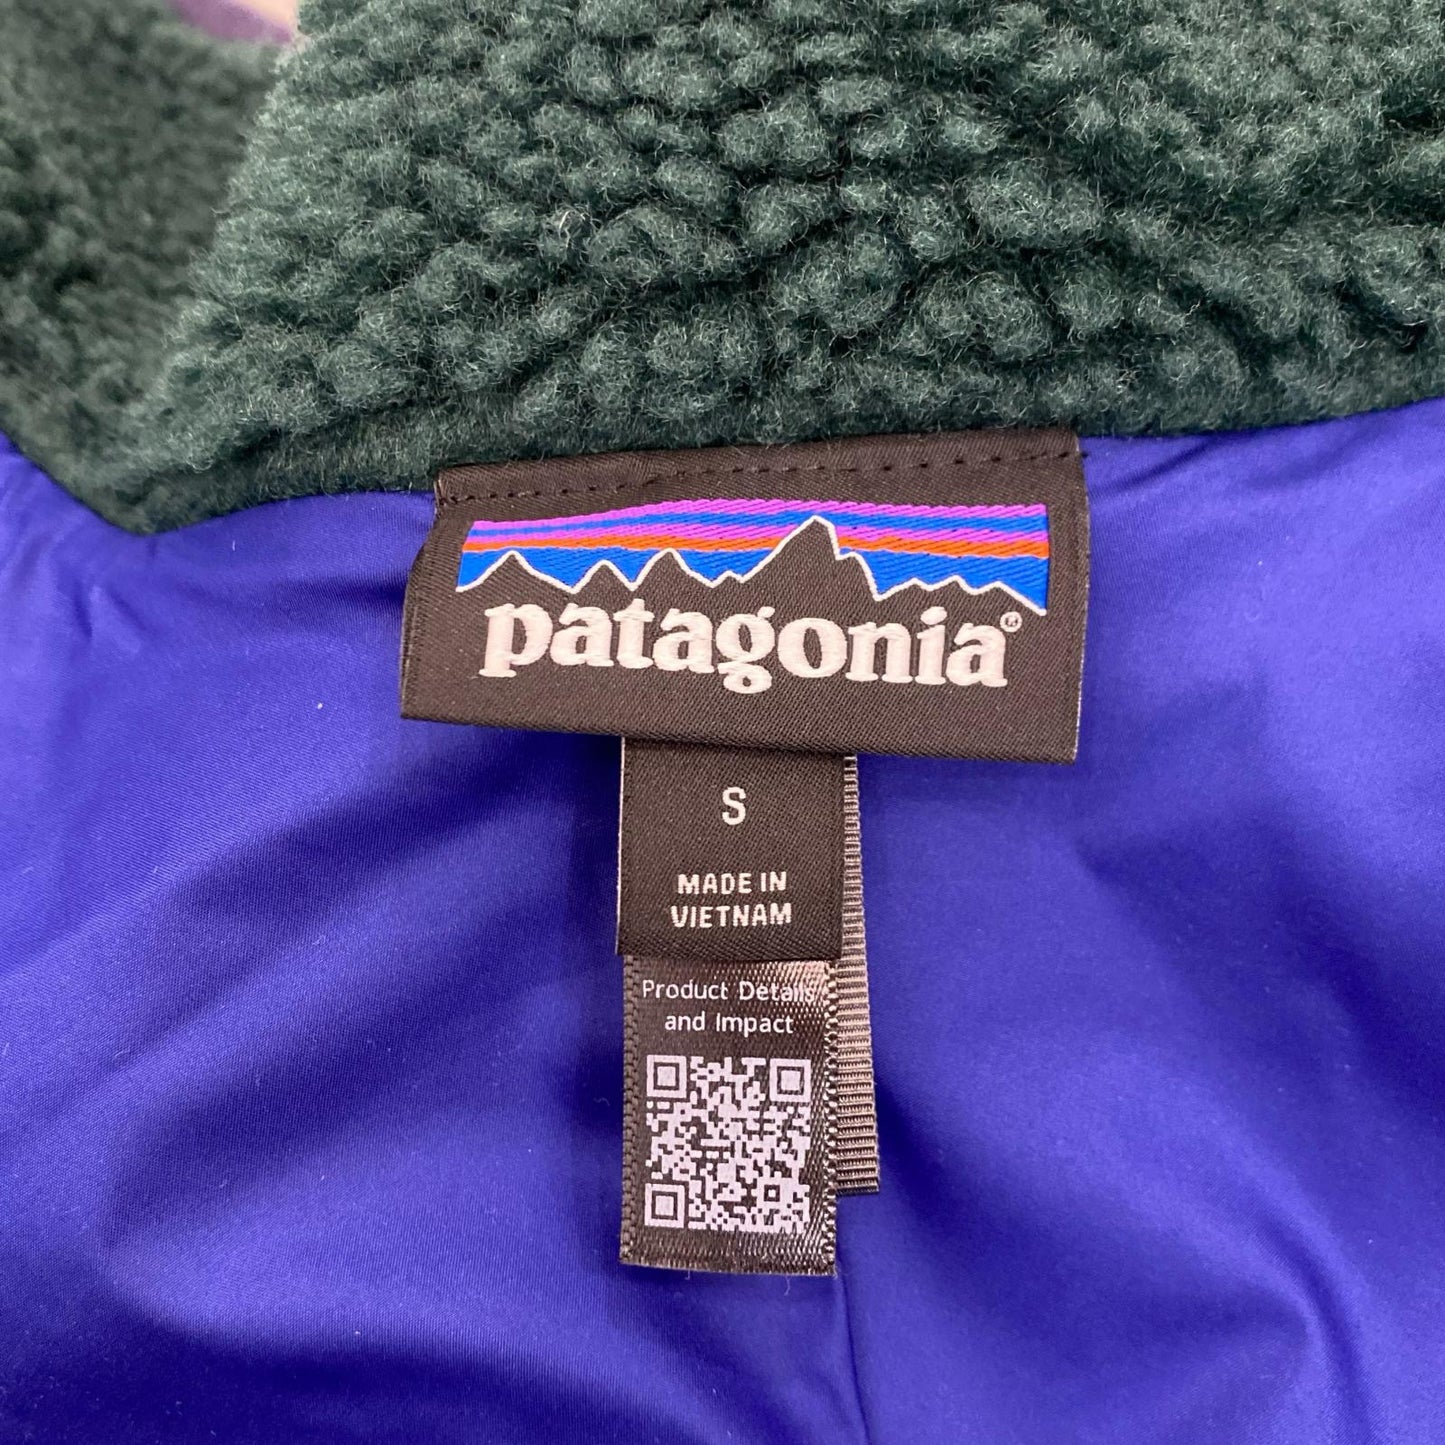 patagonia®
S
MADE IN
VIETNAM
Product Details
and Impact